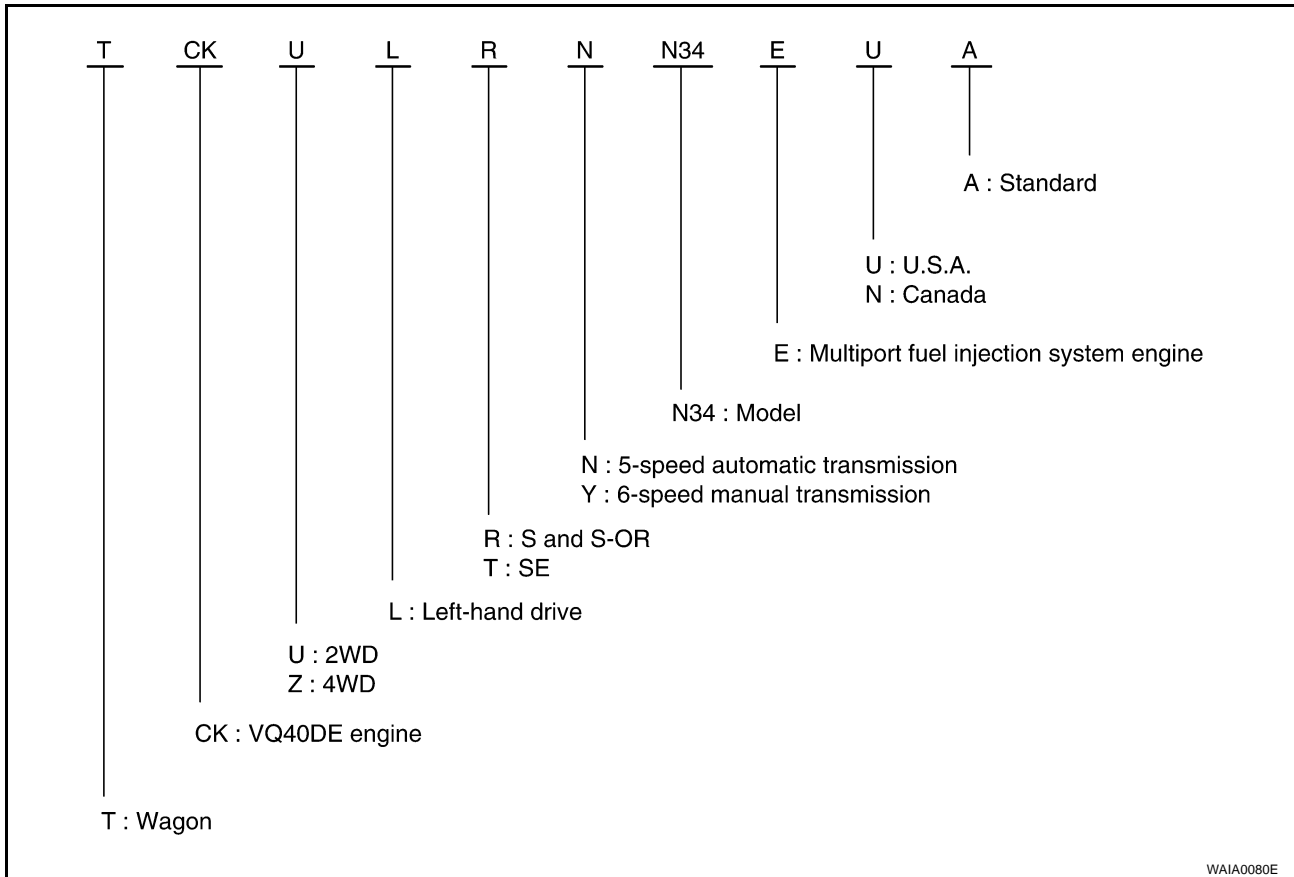 T CK U L R N N34 E U A
A : Standard
U : U.S.A.
N : Canada
E : Multiport fuel injection system engine
N34 : Model
N : 5-speed automatic transmission
Y : 6-speed manual transmission
R : S and S-OR
T : SE
L : Left-hand drive
U : 2WD
Z : 4WD
CK : VQ40DE engine
T : Wagon
WAIA0080E